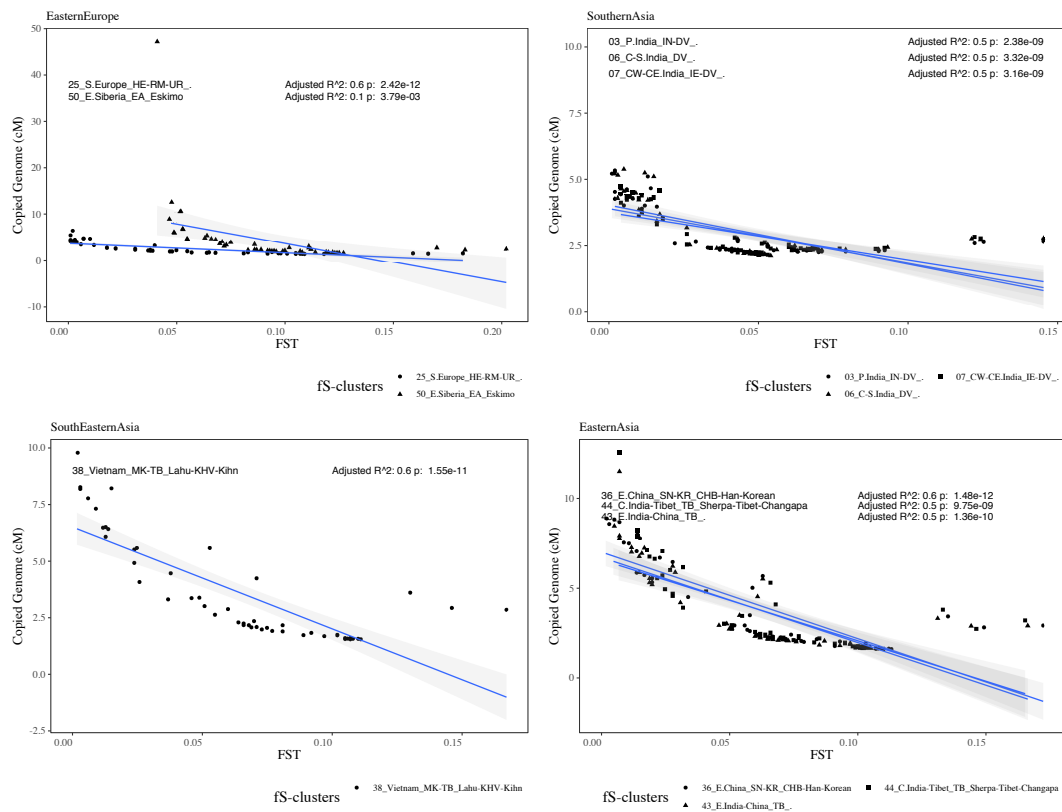 EasternEurope
50
40
30
20
10
0
-10
Copied Genome (cM)
25_S.Europe_HE-RM-UR_. Adjusted R^2: 0.6 p: 2.42e-12
50_E.Siberia_EA_Eskimo Adjusted R^2: 0.1 p: 3.79e-03
0.00 0.05 0.10 0.15 0.20
FST
fS-clusters
25_S.Europe_HE-RM-UR_.
50_E.Siberia_EA_Eskimo
SouthernAsia
10.0
7.5
5.0
2.5
0.0
Copied Genome (cM)
03_P.India_IN-DV_. Adjusted R^2: 0.5 p: 2.38e-09
06_C-S.India_DV_. Adjusted R^2: 0.5 p: 3.32e-09
07_CW-CE.India_IE-DV_. Adjusted R^2: 0.5 p: 3.16e-09
0.00 0.05 0.10 0.15
FST
fS-clusters
03_P.India_IN-DV_. 07_CW-CE.India_IE-DV_.
06_C-S.India_DV_.
SouthEasternAsia
10.0
7.5
5.0
2.5
0.0
-2.5
Copied Genome (cM)
38_Vietnam_MK-TB_Lahu-KHV-Kihn Adjusted R^2: 0.6 p: 1.55e-11
0.00 0.05 0.10 0.15
FST
fS-clusters
38_Vietnam_MK-TB_Lahu-KHV-Kihn
EasternAsia
10
5
0
Copied Genome (cM)
36_E.China_SN-KR_CHB-Han-Korean Adjusted R^2: 0.6 p: 1.48e-12
44_C.India-Tibet_TB_Sherpa-Tibet-Changapa Adjusted R^2: 0.5 p: 9.75e-09
43_E.India-China_TB_. Adjusted R^2: 0.5 p: 1.36e-10
0.00 0.05 0.10 0.15
FST
fS-clusters
36_E.China_SN-KR_CHB-Han-Korean 44_C.India-Tibet_TB_Sherpa-Tibet-Changapa
43_E.India-China_TB_.